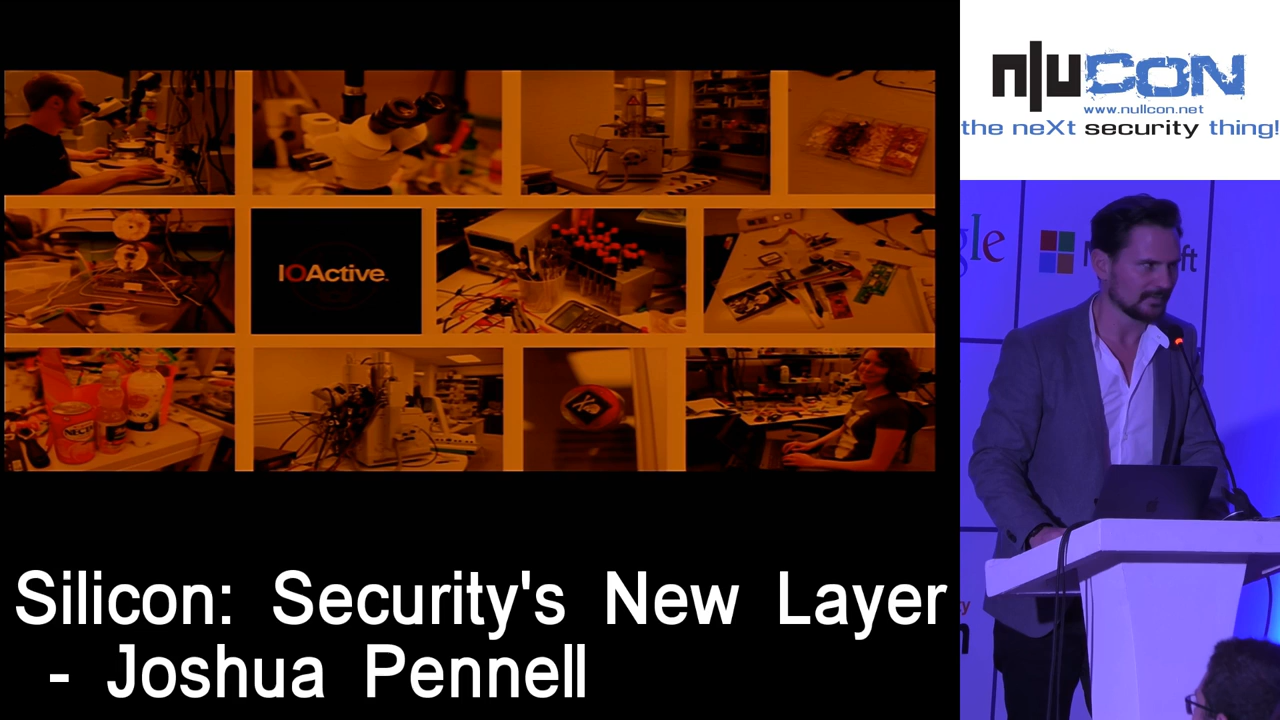 n|u CON
www.nullcon.net
the neXt security thing!
IOActive.
Silicon: Security's New Layer
- Joshua Pennell